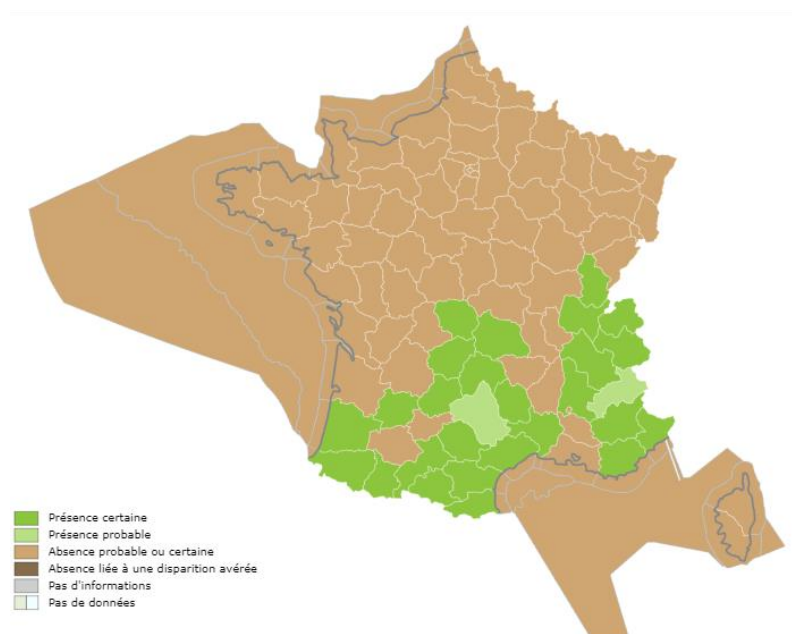 Présence certaine
Présence probable
Absence probable ou certaine
Absence liée à une disparition avérée
Pas d'informations
Pas de données